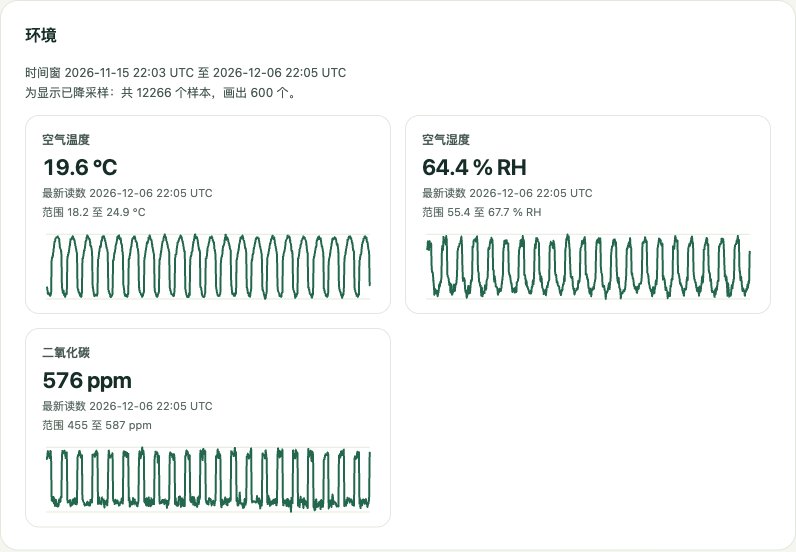 环境
时间窗 2026-11-15 22:03 UTC 至 2026-12-06 22:05 UTC
为显示已降采样：共 12266 个样本，画出 600 个。
空气温度
19.6 °C
最新读数 2026-12-06 22:05 UTC
范围 18.2 至 24.9 °C
空气湿度
64.4 % RH
最新读数 2026-12-06 22:05 UTC
范围 55.4 至 67.7 % RH
二氧化碳
576 ppm
最新读数 2026-12-06 22:05 UTC
范围 455 至 587 ppm